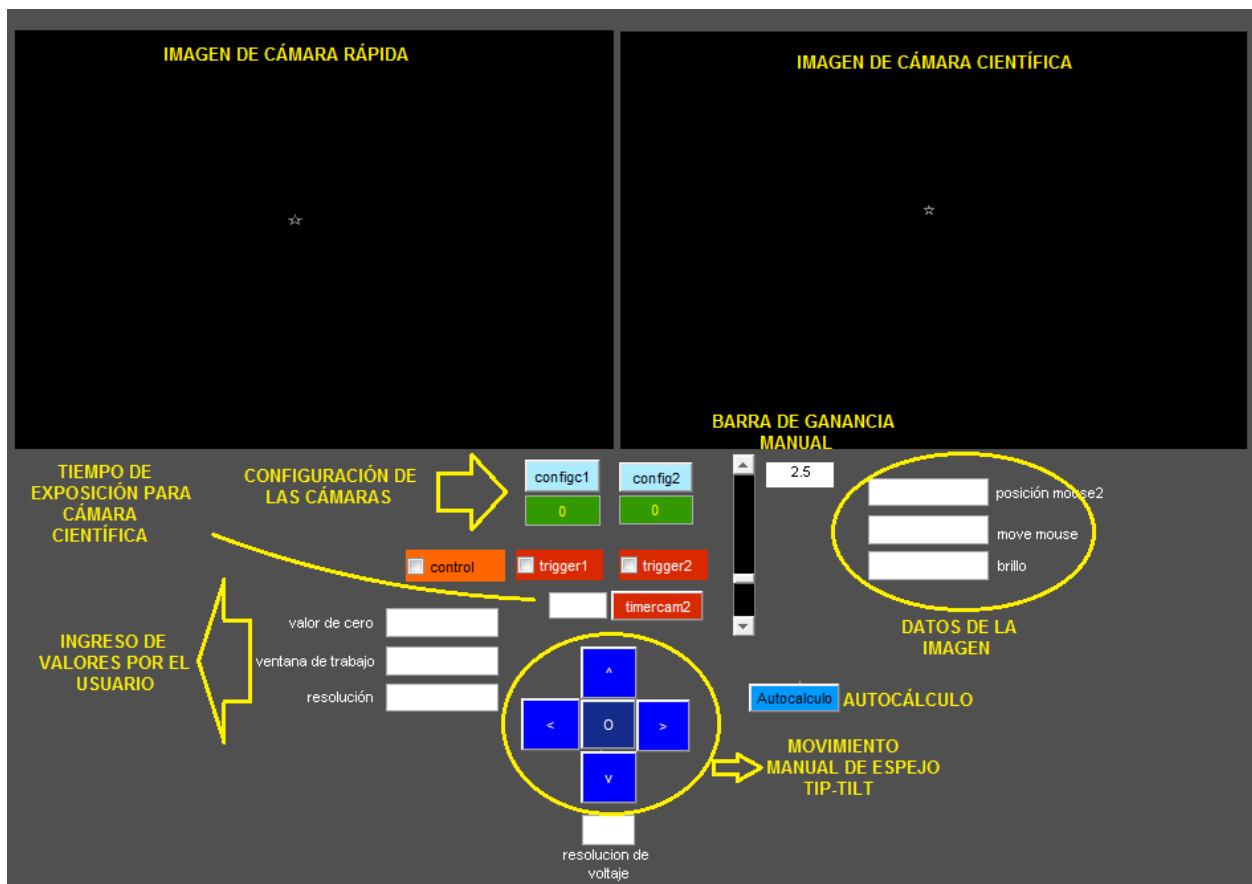 IMAGEN DE CÁMARA RÁPIDA
IMAGEN DE CÁMARA CIENTÍFICA
BARRA DE GANANCIA
MANUAL
TIEMPO DE
EXPOSICIÓN PARA
CÁMARA
CIENTÍFICA
CONFIGURACIÓN DE
LAS CÁMARAS
configc1
config2
0
0
2.5
posición mouse2
move mouse
brillo
DATOS DE LA
IMAGEN
control
trigger1
trigger2
timercam2
INGRESO DE
VALORES POR EL
USUARIO
valor de cero
ventana de trabajo
resolución
^
<
O
>
v
Autocalculo
AUTOCÁLCULO
MOVIMIENTO
MANUAL DE ESPEJO
TIP-TILT
resolucion de
voltaje